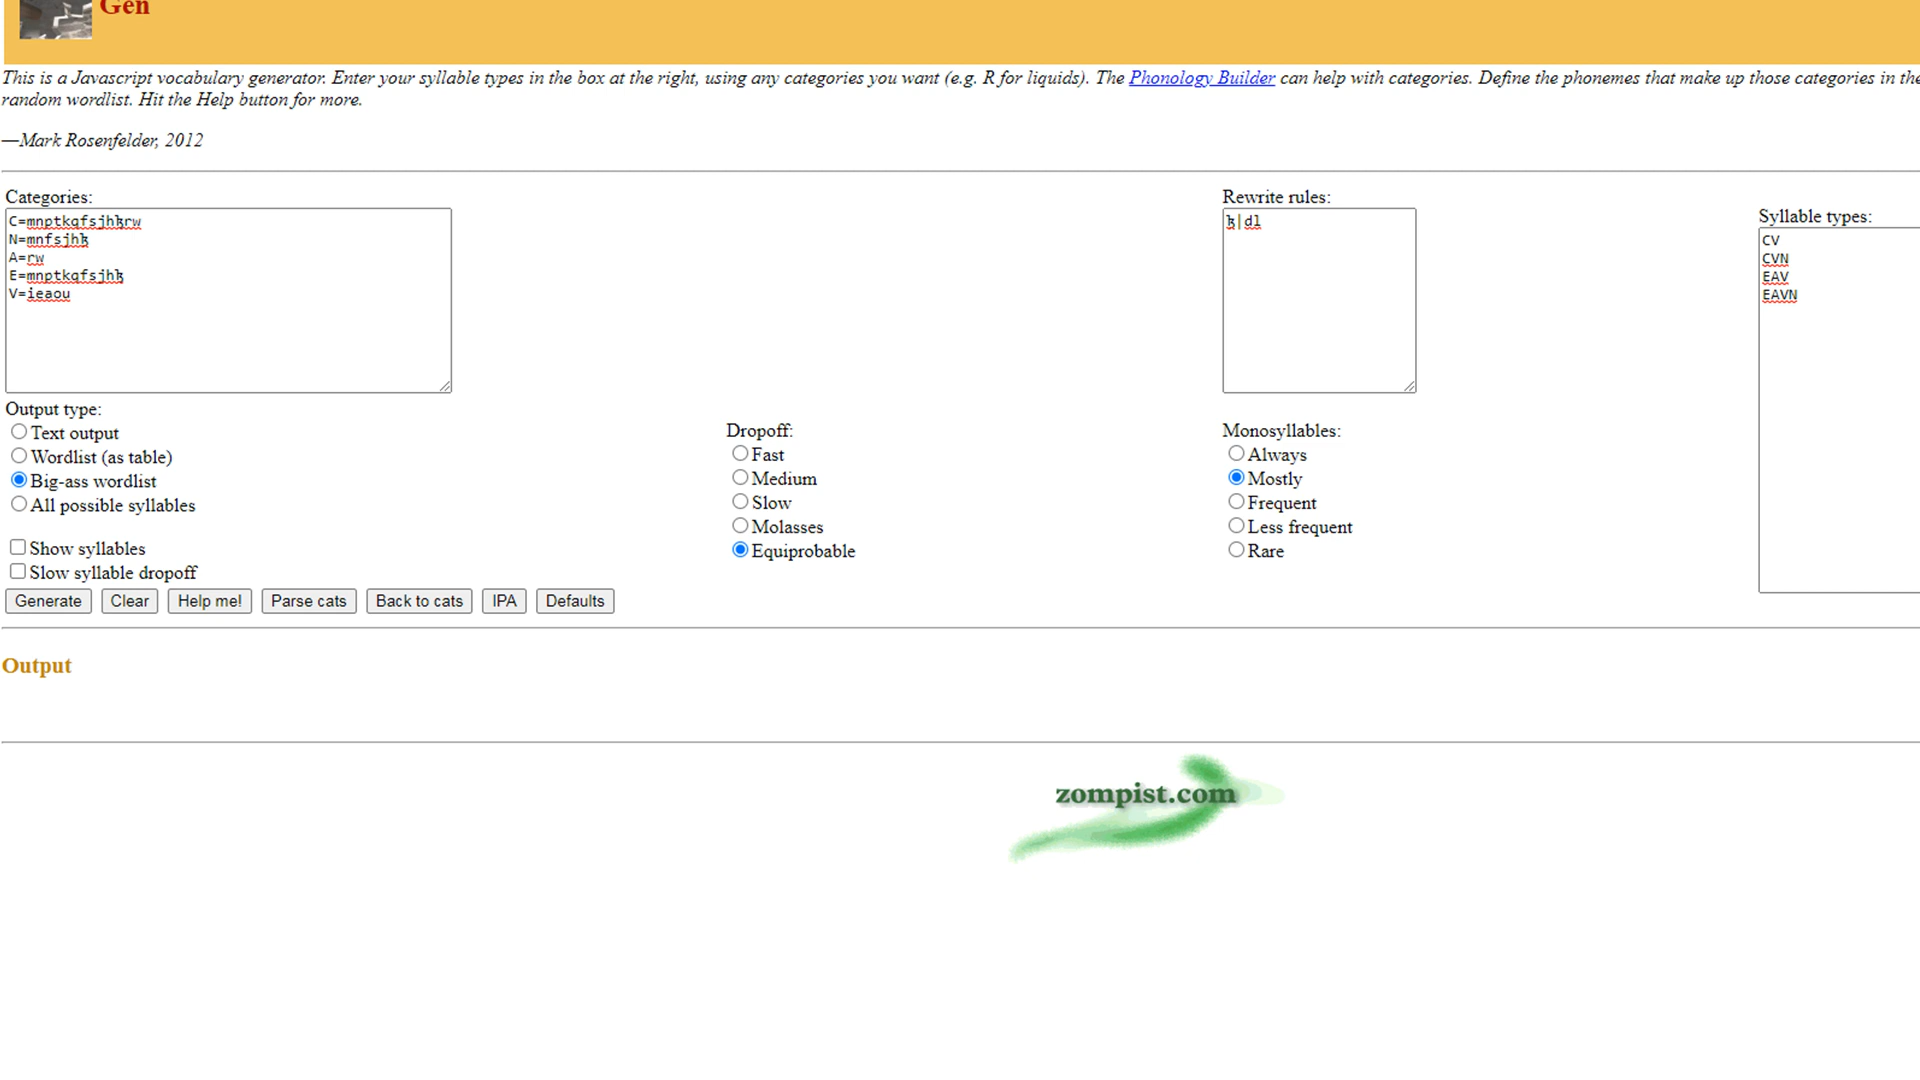 Gen
This is a Javascript vocabulary generator. Enter your syllable types in the box at the right, using any categories you want (e.g. R for liquids). The Phonology Builder can help with categories. Define the phonemes that make up those categories in the
random wordlist. Hit the Help button for more.
—Mark Rosenfelder, 2012
Categories:
C=mnptkqfsjhꜧrw
N=mnfsjhꜧ
A=rw
E=mnptkqfsjhꜧ
V=ieaou
Rewrite rules:
ꜧ|dl
Syllable types:
CV
CVN
EAV
EAVN
Output type:
Text output
Wordlist (as table)
Big-ass wordlist
All possible syllables
Show syllables
Slow syllable dropoff
Dropoff:
Fast
Medium
Slow
Molasses
Equiprobable
Monosyllables:
Always
Mostly
Frequent
Less frequent
Rare
Generate Clear Help me! Parse cats Back to cats IPA Defaults
Output
zompist.com